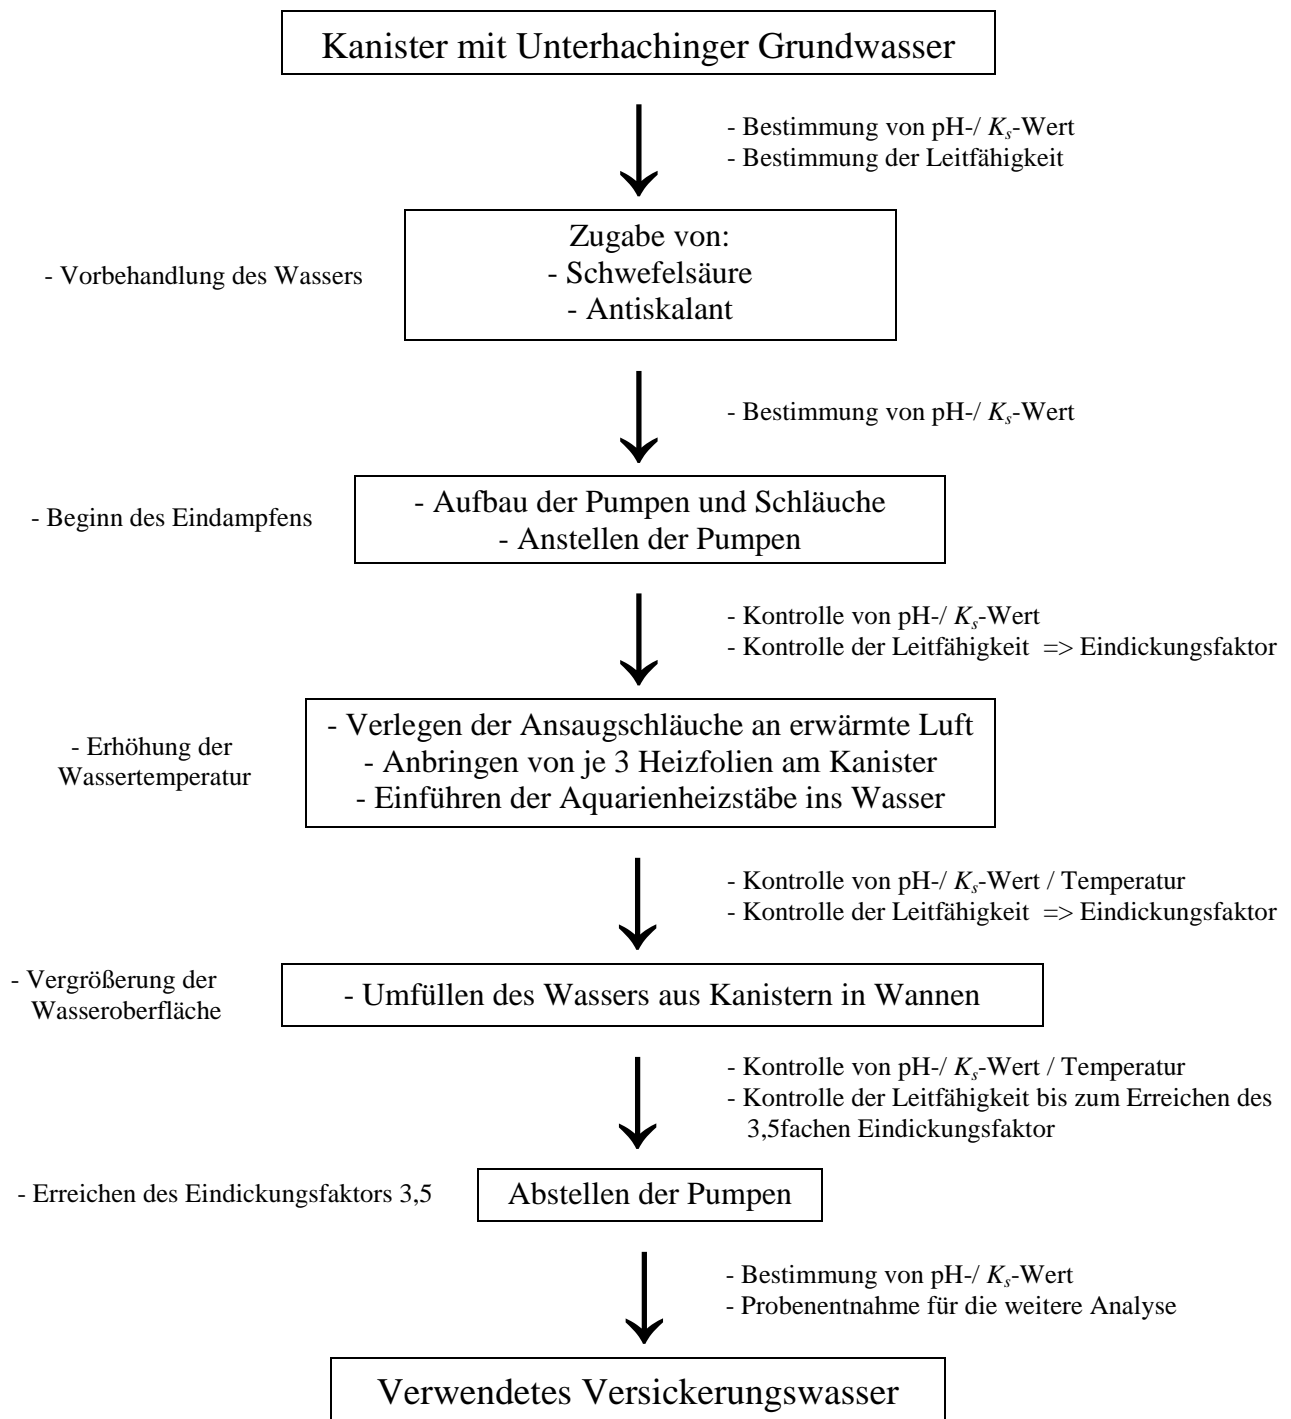 Kanister mit Unterhachinger Grundwasser
- Bestimmung von pH-/ Ks-Wert
- Bestimmung der Leitfähigkeit
- Vorbehandlung des Wassers
Zugabe von:
- Schwefelsäure
- Antiskalant
- Bestimmung von pH-/ Ks-Wert
- Beginn des Eindampfens
- Aufbau der Pumpen und Schläuche
- Anstellen der Pumpen
- Kontrolle von pH-/ Ks-Wert
- Kontrolle der Leitfähigkeit => Eindickungsfaktor
- Erhöhung der
Wassertemperatur
- Verlegen der Ansaugschläuche an erwärmte Luft
- Anbringen von je 3 Heizfolien am Kanister
- Einführen der Aquarienheizstäbe ins Wasser
- Kontrolle von pH-/ Ks-Wert / Temperatur
- Kontrolle der Leitfähigkeit => Eindickungsfaktor
- Vergrößerung der
Wasseroberfläche
- Umfüllen des Wassers aus Kanistern in Wannen
- Kontrolle von pH-/ Ks-Wert / Temperatur
- Kontrolle der Leitfähigkeit bis zum Erreichen des
3,5fachen Eindickungsfaktor
- Erreichen des Eindickungsfaktors 3,5
Abstellen der Pumpen
- Bestimmung von pH-/ Ks-Wert
- Probenentnahme für die weitere Analyse
Verwendetes Versickerungswasser